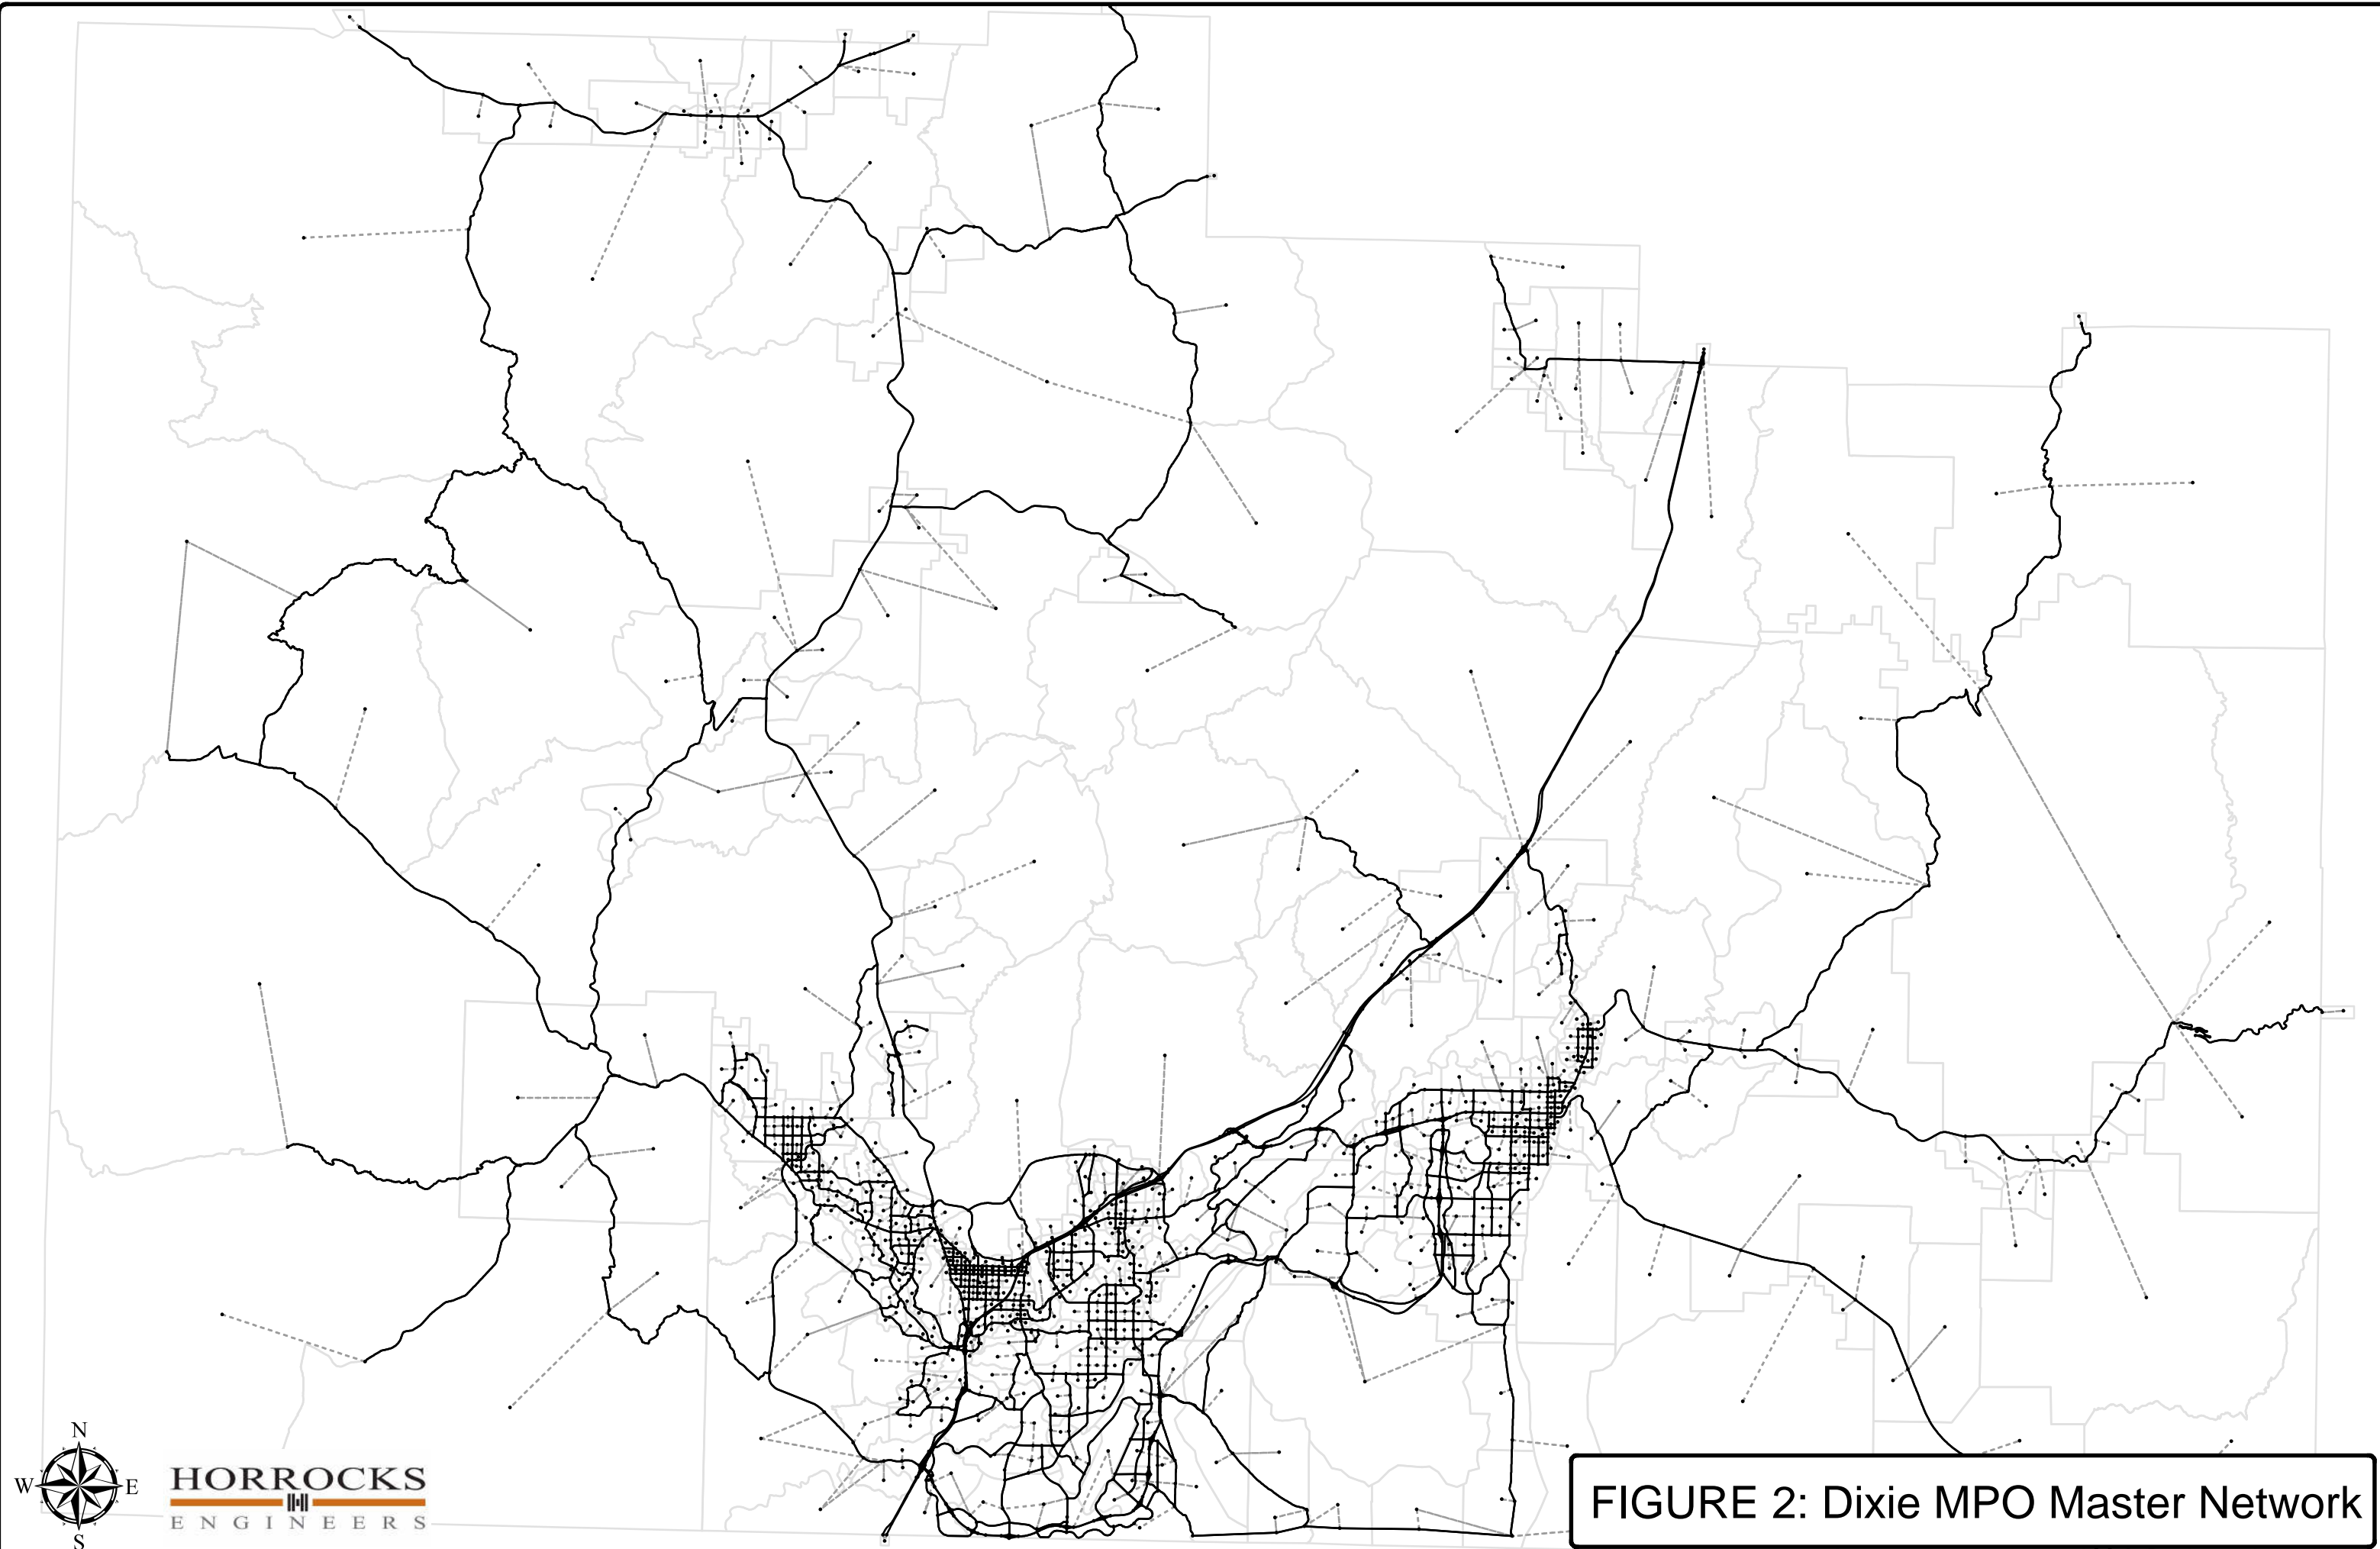 N
W E
S
HORROCKS
ENGINEERS
FIGURE 2: Dixie MPO Master Network